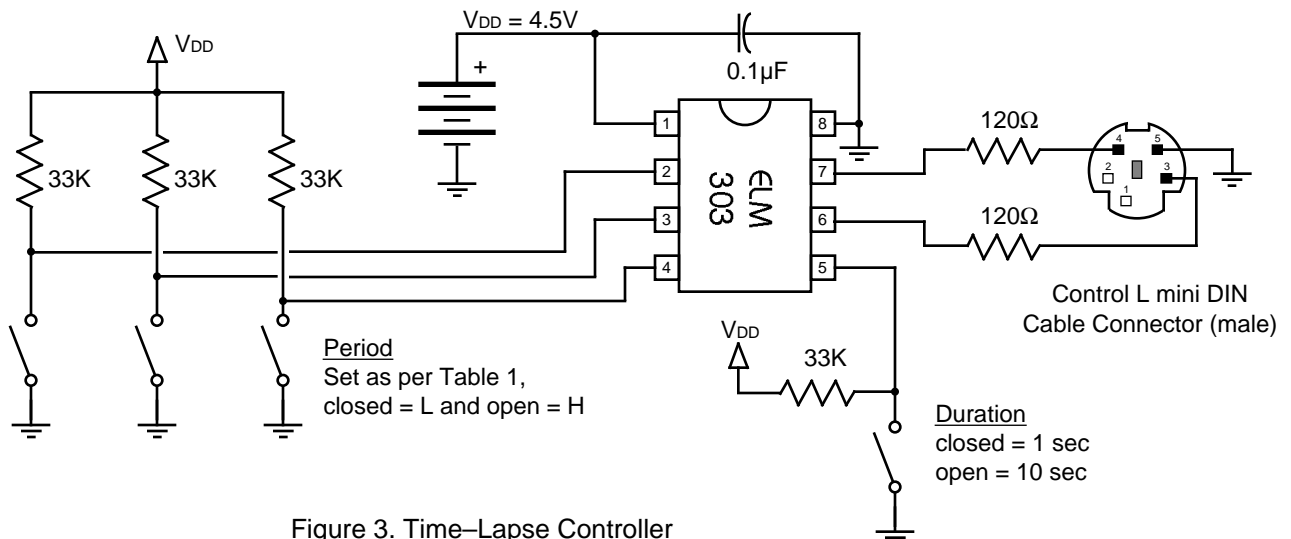 VDD = 4.5V
VDD
+
0.1µF
33K
33K
33K
1
2
3
4
8
7
6
5
ELM
303
120Ω
120Ω
4
5
2
3
1
Control L mini DIN
Cable Connector (male)
Period
Set as per Table 1,
closed = L and open = H
VDD
33K
Duration
closed = 1 sec
open = 10 sec
Figure 3. Time–Lapse Controller